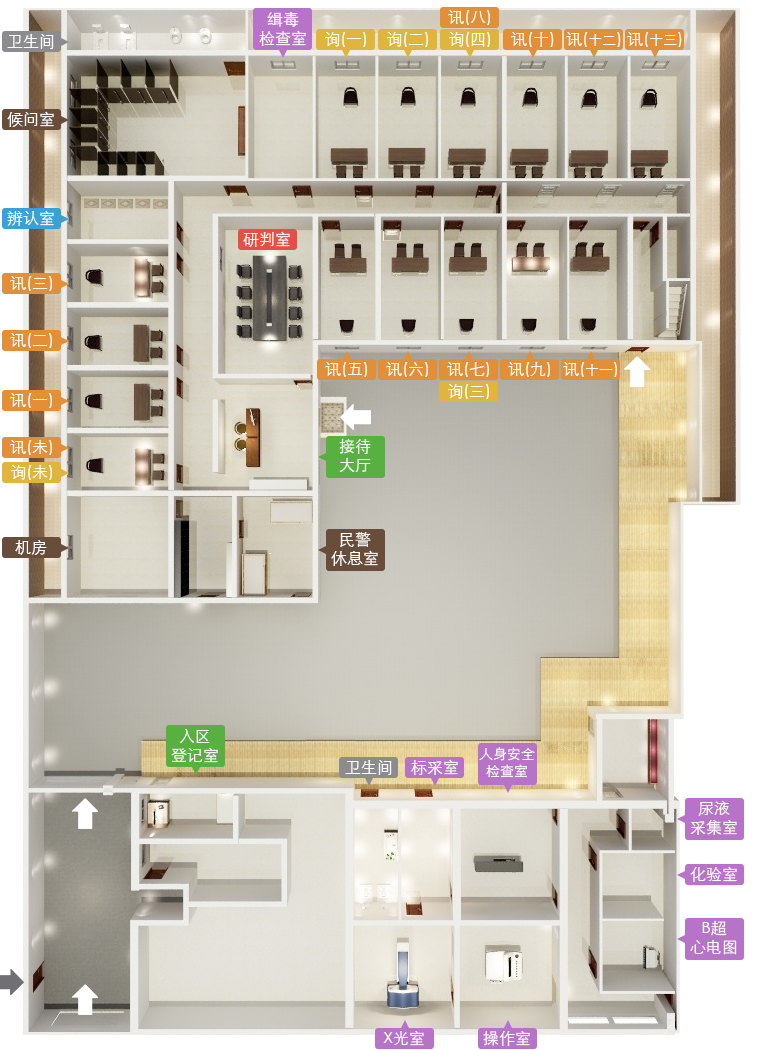 讯(八)
缉毒
检查室
询(一)
询(二)
询(四)
讯(十)
讯(十二)
讯(十三)
卫生间
候问室
辨认室
研判室
讯(三)
讯(二)
讯(五)
讯(六)
讯(七)
讯(九)
讯(十一)
询(三)
讯(一)
讯(未)
询(未)
接待
大厅
机房
民警
休息室
入区
登记室
卫生间
标采室
人身安全
检查室
尿液
采集室
化验室
B超
心电图
X光室
操作室